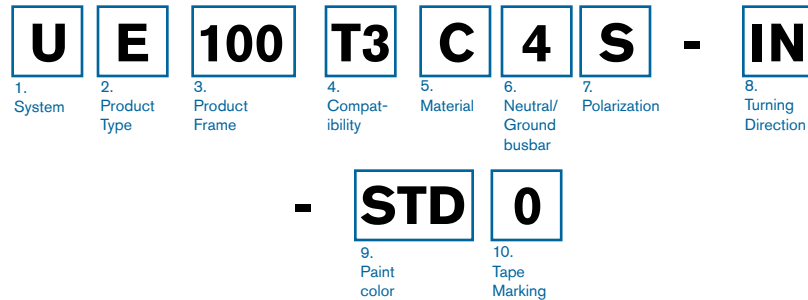 U E 100 T3 C 4 S - IN
1. 2. 3. 4. 5. 6. 7. 8.
System Product Product Compat- Material Neutral/ Polarization Turning
Type Frame ibility Ground Direction
busbar
- STD 0
9. 10.
Paint Tape
color Marking